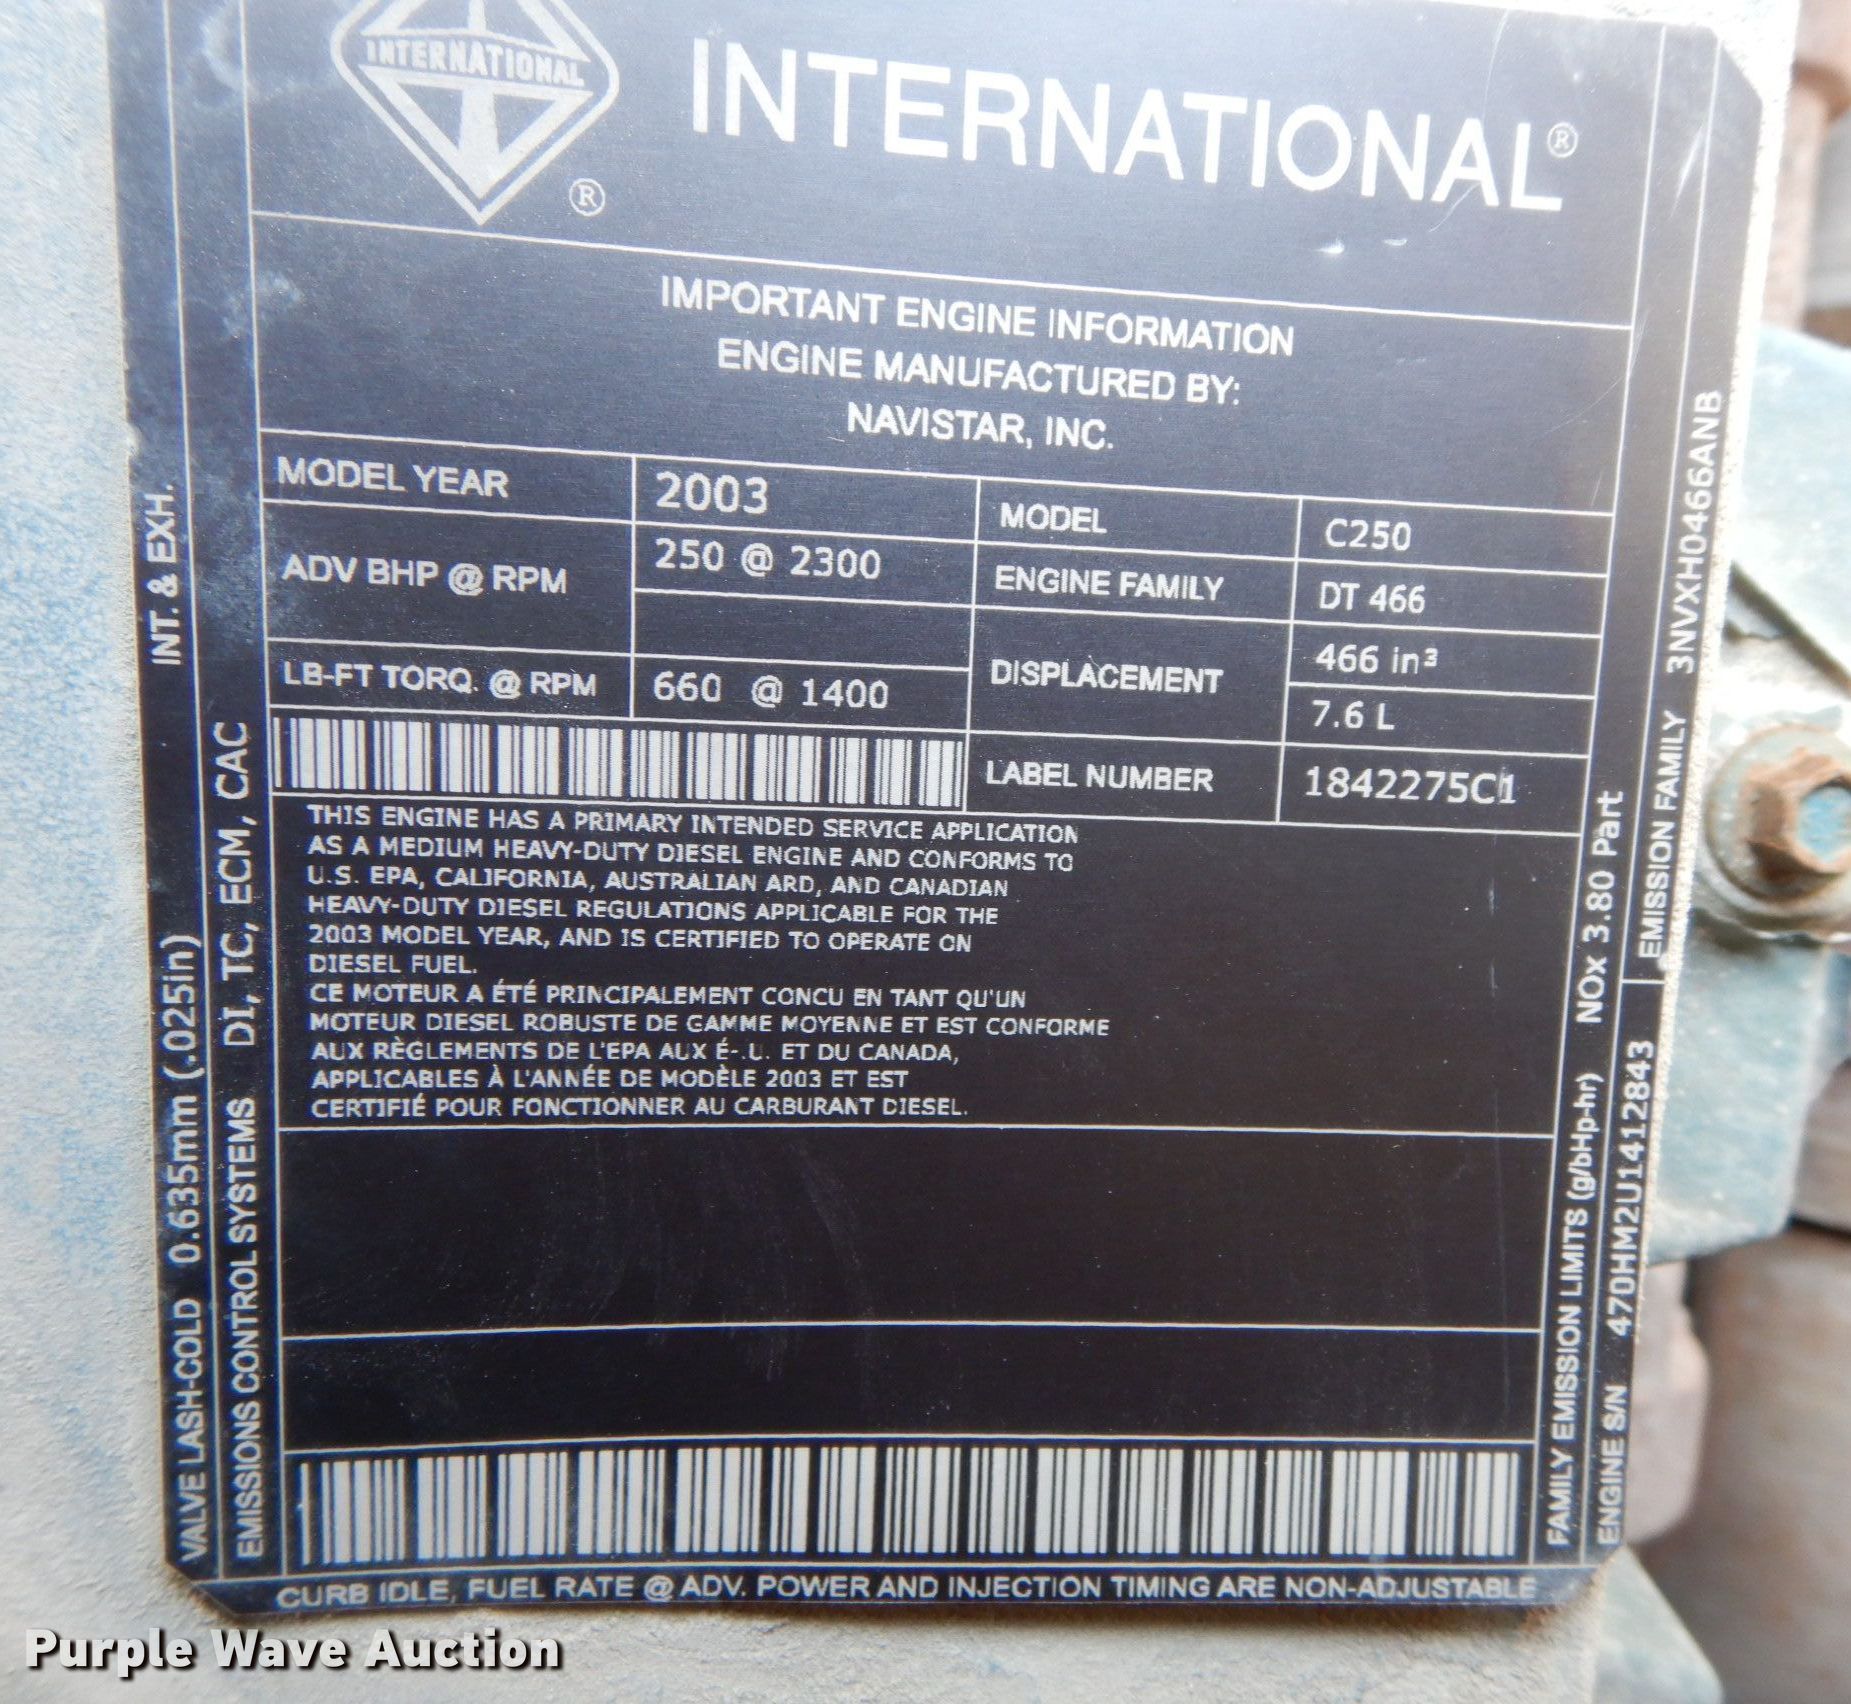 INTERNATIONAL
®
INTERNATIONAL®
IMPORTANT ENGINE INFORMATION
ENGINE MANUFACTURED BY:
NAVISTAR, INC.
MODEL YEAR 2003
ADV BHP @ RPM 250 @ 2300
LB-FT TORQ. @ RPM 660 @ 1400
MODEL C250
ENGINE FAMILY DT 466
DISPLACEMENT 466 in³
7.6 L
LABEL NUMBER 1842275C1
THIS ENGINE HAS A PRIMARY INTENDED SERVICE APPLICATION
AS A MEDIUM HEAVY-DUTY DIESEL ENGINE AND CONFORMS TO
U.S. EPA, CALIFORNIA, AUSTRALIAN ARD, AND CANADIAN
HEAVY-DUTY DIESEL REGULATIONS APPLICABLE FOR THE
2003 MODEL YEAR, AND IS CERTIFIED TO OPERATE ON
DIESEL FUEL.
CE MOTEUR A ÉTÉ PRINCIPALEMENT CONCU EN TANT QU'UN
MOTEUR DIESEL ROBUSTE DE GAMME MOYENNE ET EST CONFORME
AUX RÈGLEMENTS DE L'EPA AUX É-.U. ET DU CANADA,
APPLICABLES À L'ANNÉE DE MODÈLE 2003 ET EST
CERTIFIÉ POUR FONCTIONNER AU CARBURANT DIESEL.
VALVE LASH-COLD 0.635mm (.025in) INT. & EXH.
EMISSIONS CONTROL SYSTEMS DI, TC, ECM, CAC
FAMILY EMISSION LIMITS (g/bHp-hr) NOx 3.80 Part
ENGINE S/N 470HM2U1412843
EMISSION FAMILY 3NVXH0466ANB
CURB IDLE, FUEL RATE @ ADV. POWER AND INJECTION TIMING ARE NON-ADJUSTABLE
Purple Wave Auction